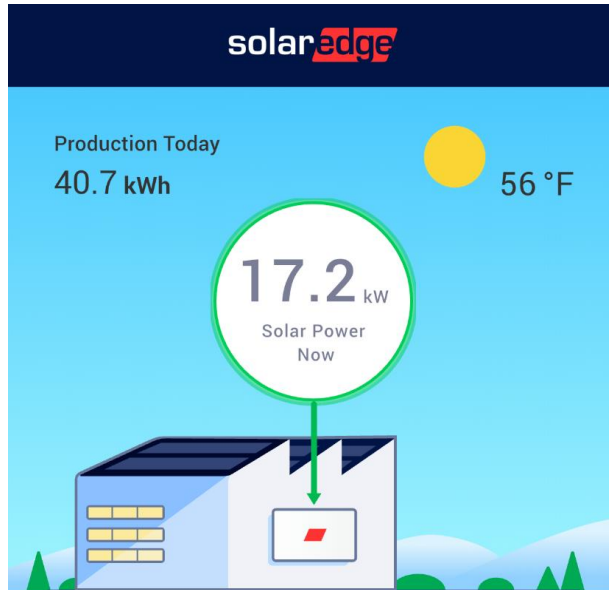 solaredge
Production Today
40.7 kWh
56 °F
17.2 kW
Solar Power
Now